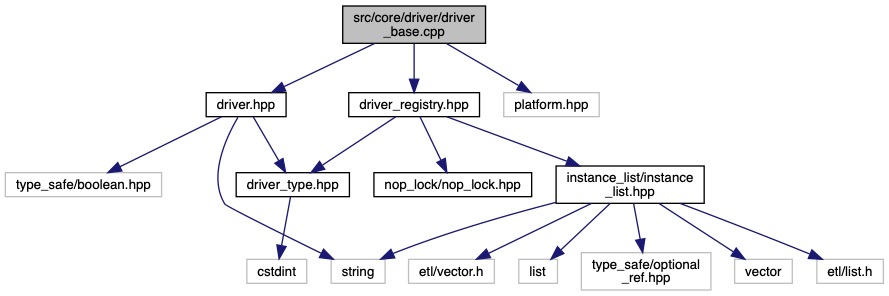 src/core/driver/driver
_base.cpp
driver.hpp
driver_registry.hpp
platform.hpp
type_safe/boolean.hpp
driver_type.hpp
nop_lock/nop_lock.hpp
instance_list/instance
_list.hpp
cstdint
string
etl/vector.h
list
type_safe/optional
_ref.hpp
vector
etl/list.h